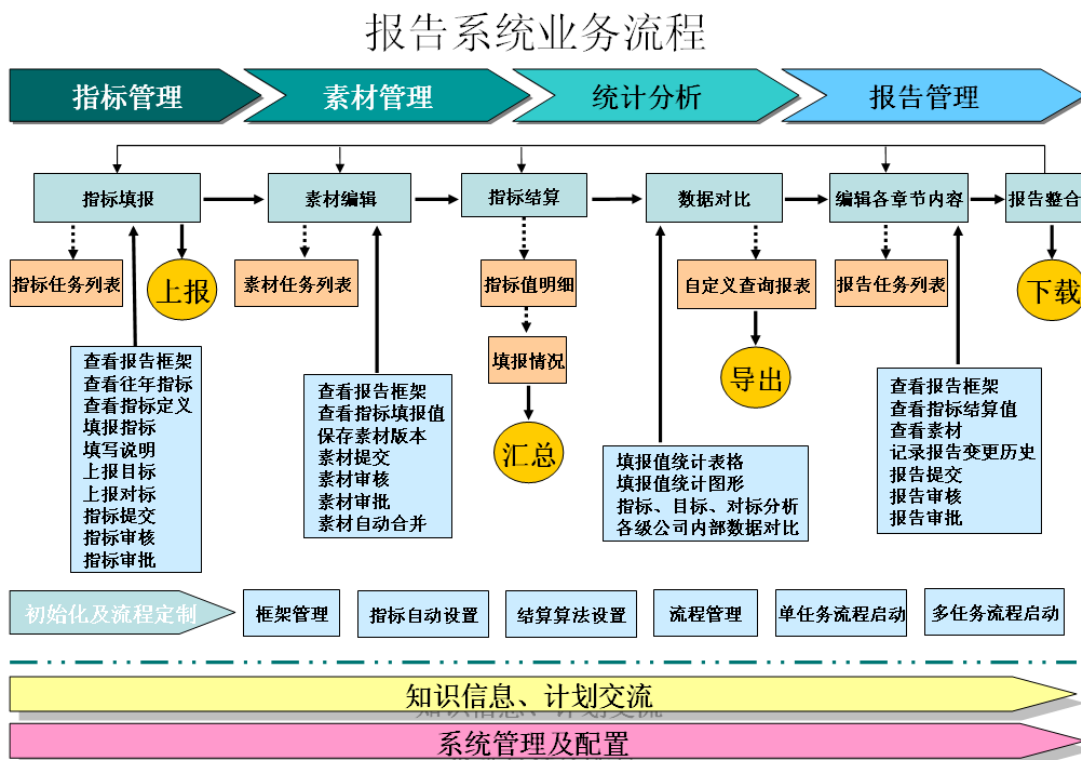 报告系统业务流程
指标管理
素材管理
统计分析
报告管理
指标填报
素材编辑
指标结算
数据对比
编辑各章节内容
报告整合
指标任务列表
上报
素材任务列表
指标值明细
自定义查询报表
报告任务列表
下载
填报情况
导出
汇总
查看报告框架
查看往年指标
查看指标定义
填报指标
填写说明
上报目标
上报对标
指标提交
指标审核
指标审批
查看报告框架
查看指标填报值
保存素材版本
素材提交
素材审核
素材审批
素材自动合并
填报值统计表格
填报值统计图形
指标、目标、对标分析
各级公司内部数据对比
查看报告框架
查看指标结算值
查看素材
记录报告变更历史
报告提交
报告审核
报告审批
初始化及流程定制
框架管理
指标自动设置
结算算法设置
流程管理
单任务流程启动
多任务流程启动
知识信息、计划交流
系统管理及配置